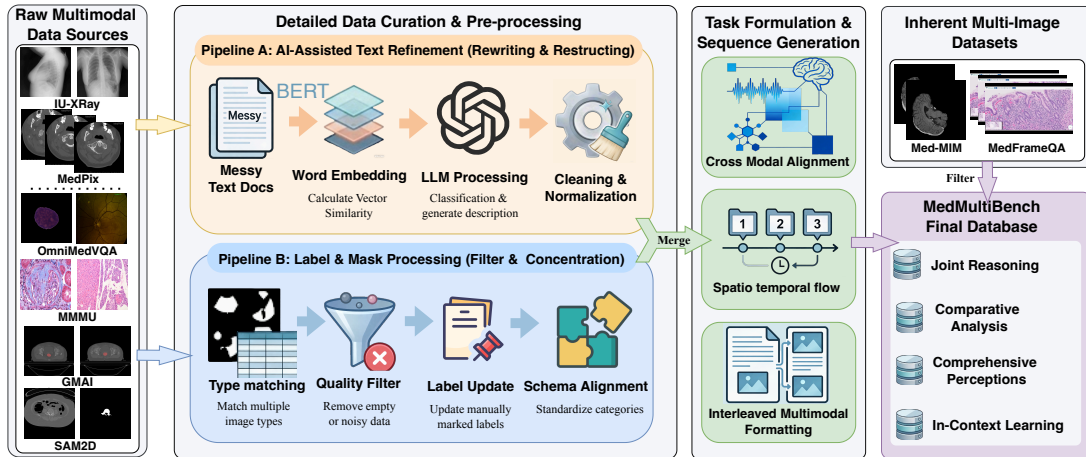 Raw Multimodal
Data Sources
IU-XRay
MedPix
OmniMedVQA
MMMU
GMAI
SAM2D
Detailed Data Curation & Pre-processing
Pipeline A: AI-Assisted Text Refinement (Rewriting & Restructing)
Messy
Messy
Text Docs
BERT
Word Embedding
Calculate Vector
Similarity
LLM Processing
Classification &
generate description
Cleaning &
Normalization
Pipeline B: Label & Mask Processing (Filter & Concentration)
Type matching
Match multiple
image types
Quality Filter
Remove empty
or noisy data
Label Update
Update manually
marked labels
Schema Alignment
Standardize categories
Merge
Task Formulation &
Sequence Generation
Cross Modal Alignment
1 2 3
Spatio temporal flow
Interleaved Multimodal
Formatting
Inherent Multi-Image
Datasets
Med-MIM
MedFrameQA
Filter
MedMultiBench
Final Database
Joint Reasoning
Comparative
Analysis
Comprehensive
Perceptions
In-Context Learning